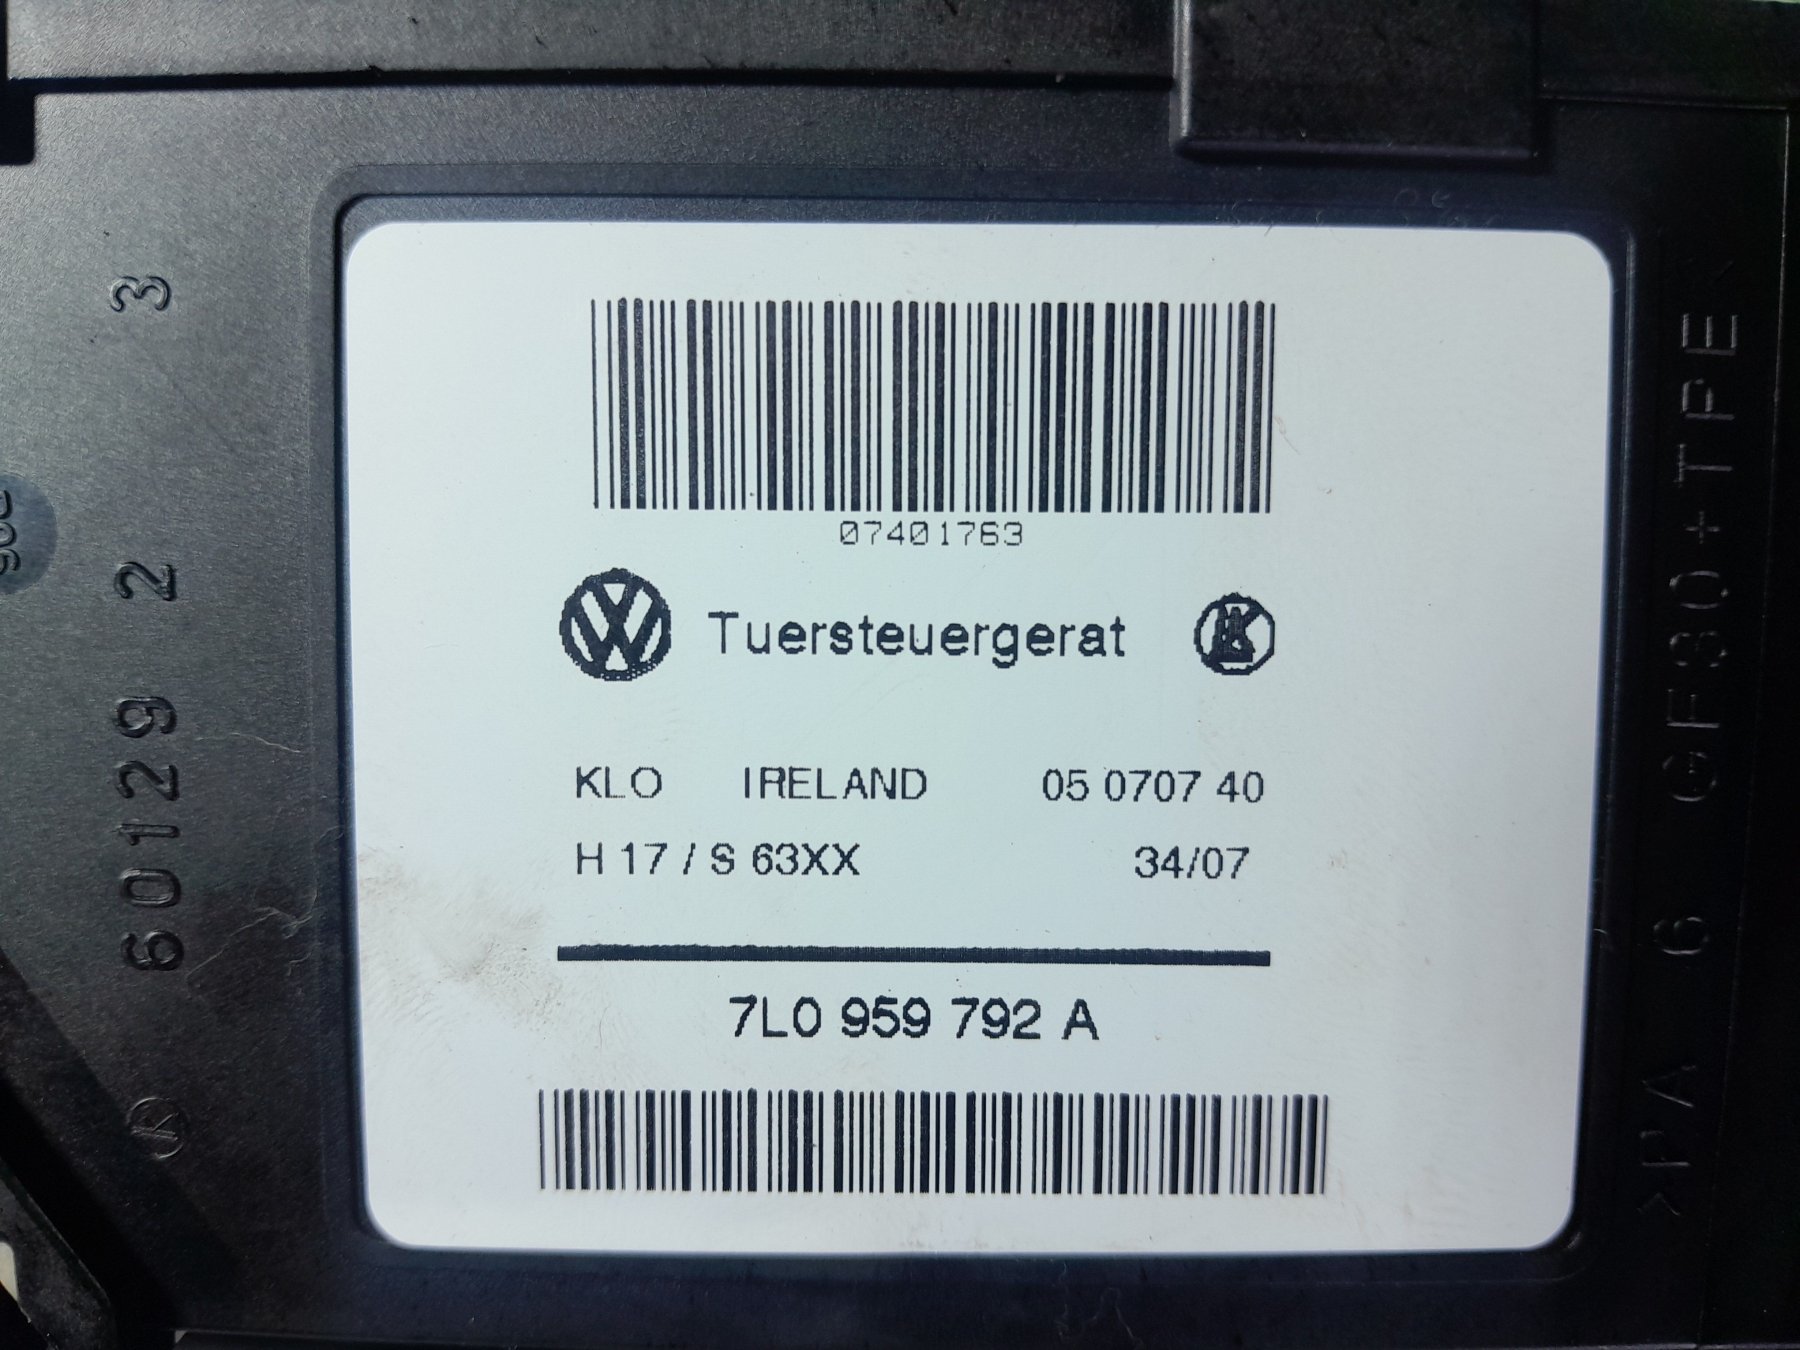 07401763
Tuersteuergerat
KLO IRELAND 05 0707 40
H 17 / S 63XX 34/07
7L0 959 792 A
60129 2 3
>PA 6 GF30+TPE<